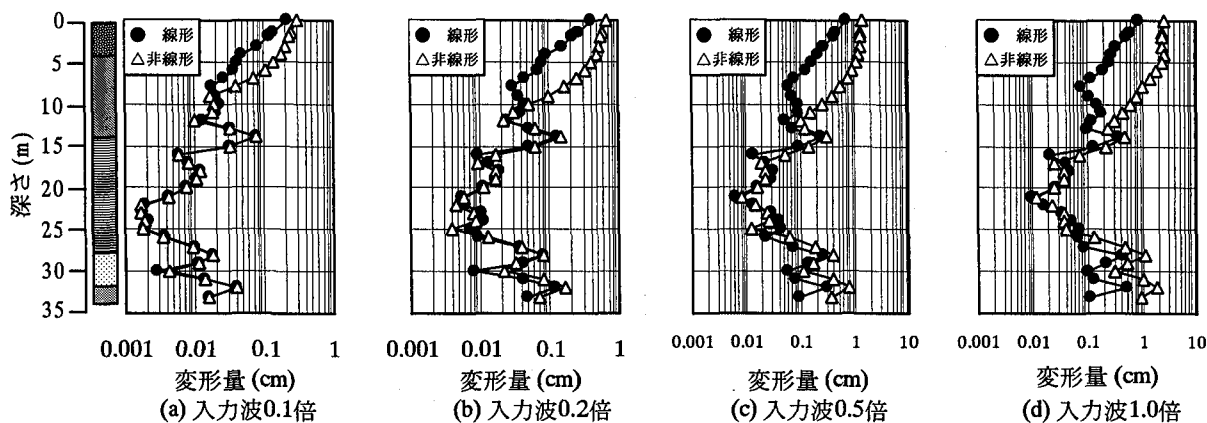 深さ (m)
0
5
10
15
20
25
30
35
● 線形
△ 非線形
0.001 0.01 0.1 1
変形量 (cm)
(a) 入力波0.1倍
● 線形
△ 非線形
0.001 0.01 0.1 1
変形量 (cm)
(b) 入力波0.2倍
● 線形
△ 非線形
0.001 0.01 0.1 1 10
変形量 (cm)
(c) 入力波0.5倍
● 線形
△ 非線形
0.001 0.01 0.1 1 10
変形量 (cm)
(d) 入力波1.0倍